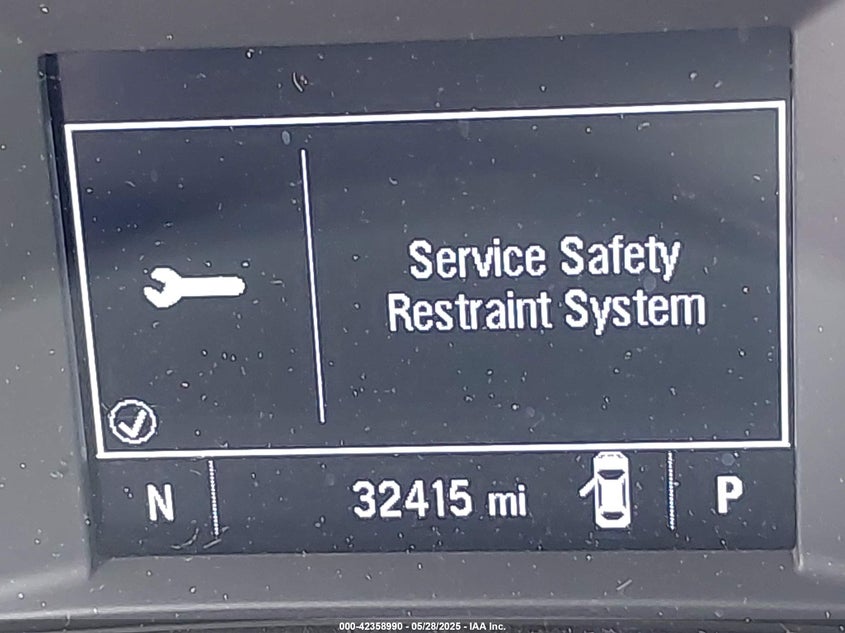 Service Safety
Restraint System
N
32415 mi
P
000-42358990 - 05/28/2025 - IAA Inc.